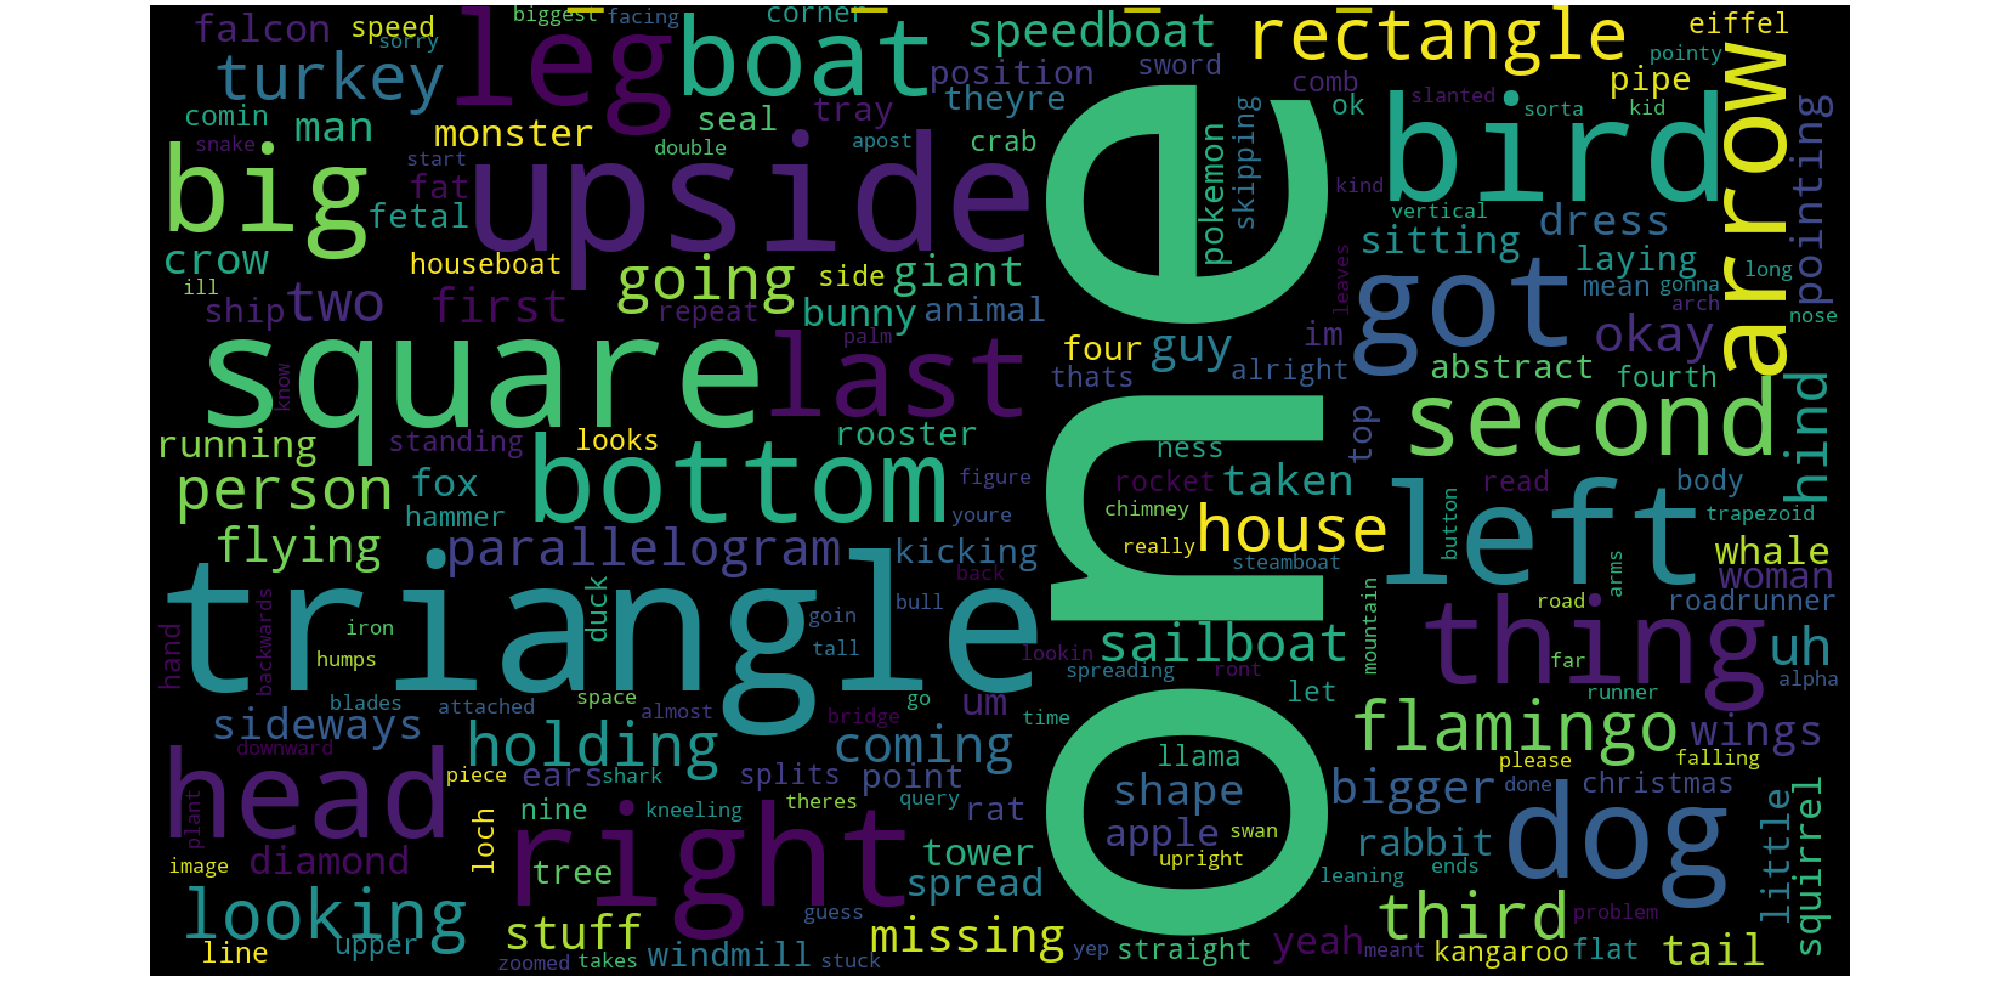 falcon speed biggest facing corner speedboat rectangle eiffel
sorry leg boat position sword comb pipe pointy
turkey theyre tray ok slanted sorta kid arrow
comin man monster seal crab bird pointing
snake start double apost pokemon skipping kind
big fat upside one vertical dress
fetal sitting
crow houseboat going side giant laying long
ill ship two first repeat bunny animal leaves got mean gonna arch nose
square last palm four guy im okay
know thats alright abstract fourth
running standing looks rooster ness top second hind
person fox bottom figure rocket taken read body
hammer youre chimney house left button trapezoid
flying parallelogram kicking really steamboat whale
triangle back mountain arms woman
duck bull road roadrunner
hand backwards iron goin thing
humps tall lookin sailboat far uh
spreading ront alpha
blades attached space almost go um time let runner
sideways bridge flamingo wings
downward holding coming llama please falling
head piece ears shark splits point shape bigger done christmas
plant nine kneeling theres query rat apple swan dog little squirrel
loch right tower upright rabbit
image diamond tree spread leaning ends
looking guess third problem
line upper stuff missing straight yeah meant kangaroo flat tail
zoomed takes windmill stuck yep